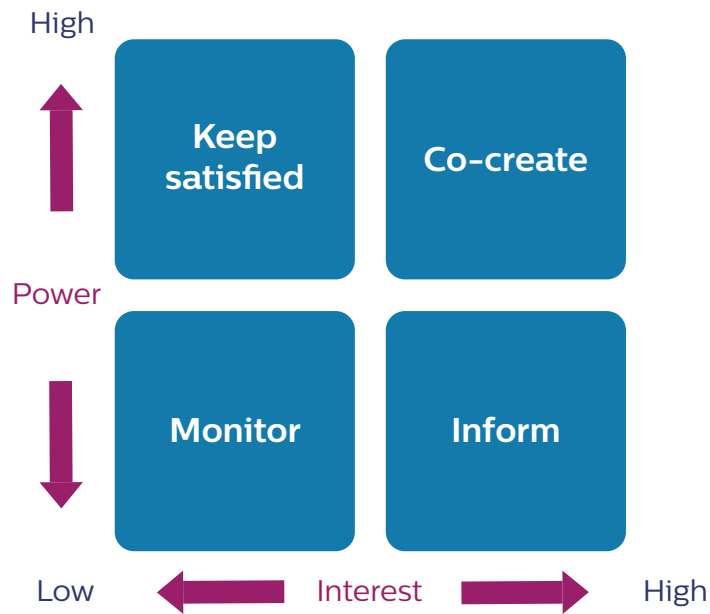 High
Keep
satisfied
Co-create
Power
Monitor
Inform
Low
Interest
High